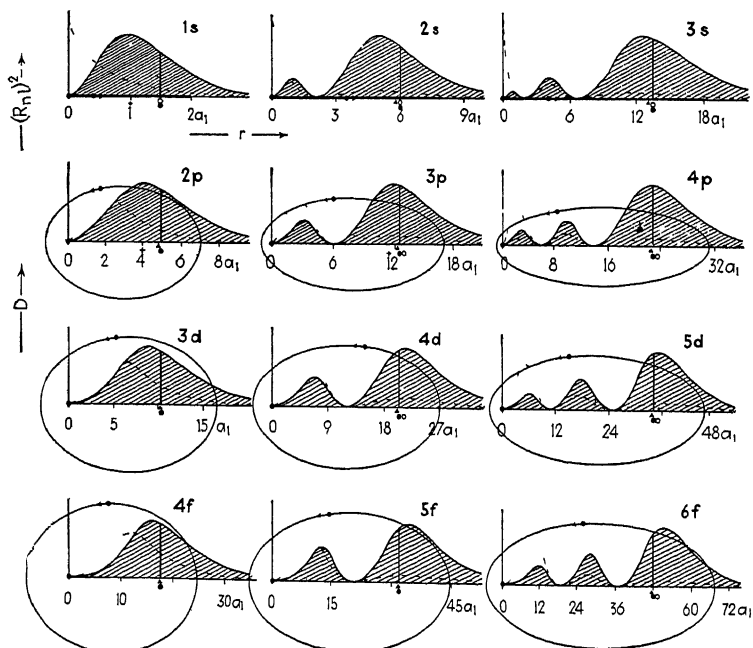 1s
2s
3s
(Rnl)²
0 1 2a₁
0 3 6 9a₁
0 6 12 18a₁
r
2p
3p
4p
0 2 4 6 8a₁
0 6 12 18a₁
0 8 16 32a₁
D
3d
4d
5d
0 5 15 a₁
0 9 18 27a₁
0 12 24 48a₁
4f
5f
6f
0 10 30a₁
0 15 45a₁
0 12 24 36 60 72a₁